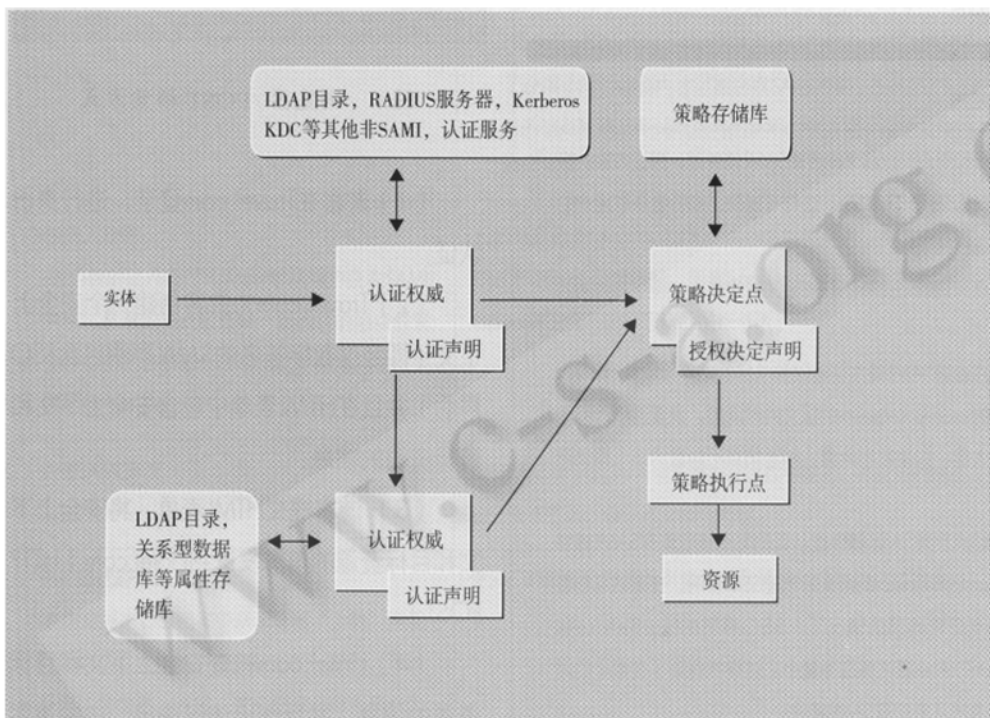 LDAP目录，RADIUS服务器，Kerberos
KDC等其他非SAMI，认证服务
策略存储库
实体
认证权威
认证声明
策略决定点
授权决定声明
策略执行点
资源
LDAP目录，
关系型数据
库等属性存
储库
认证权威
认证声明
www.c-s-a.org.c